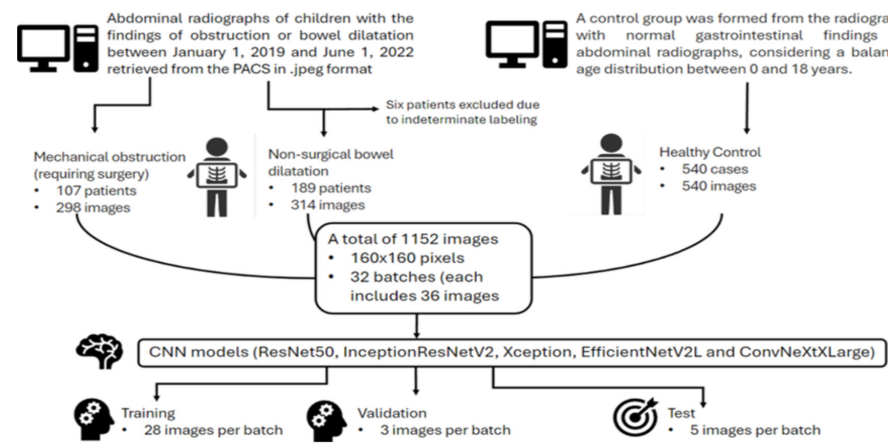 Abdominal radiographs of children with the
findings of obstruction or bowel dilatation
between January 1, 2019 and June 1, 2022
retrieved from the PACS in .jpeg format
A control group was formed from the radiogra
with normal gastrointestinal findings
abdominal radiographs, considering a balan
age distribution between 0 and 18 years.
Six patients excluded due
to indeterminate labeling
Mechanical obstruction
(requiring surgery)
• 107 patients
• 298 images
Non-surgical bowel
dilatation
• 189 patients
• 314 images
Healthy Control
• 540 cases
• 540 images
A total of 1152 images
• 160x160 pixels
• 32 batches (each
includes 36 images
CNN models (ResNet50, InceptionResNetV2, Xception, EfficientNetV2L and ConvNeXtXLarge)
Training
• 28 images per batch
Validation
• 3 images per batch
Test
• 5 images per batch